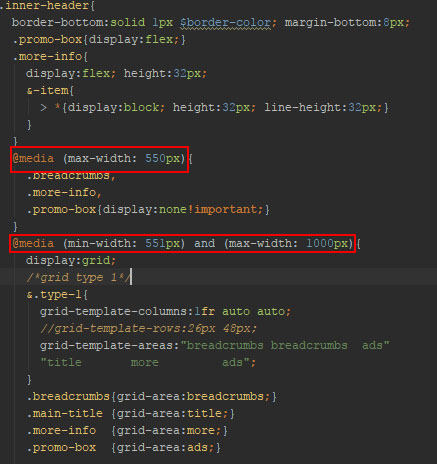 .inner-header{
border-bottom:solid 1px $border-color; margin-bottom:8px;
.promo-box{display:flex;}
.more-info{
display:flex; height:32px;
&-item{
> *{display:block; height:32px; line-height:32px;}
}
}
@media (max-width: 550px){
.breadcrumbs,
.more-info,
.promo-box{display:none!important;}
}
@media (min-width: 551px) and (max-width: 1000px){
display:grid;
/*grid type 1*/
&.type-1{
grid-template-columns:1fr auto auto;
//grid-template-rows:26px 48px;
grid-template-areas:"breadcrumbs breadcrumbs ads"
"title more ads";
}
.breadcrumbs{grid-area:breadcrumbs;}
.main-title {grid-area:title;}
.more-info {grid-area:more;}
.promo-box {grid-area:ads;}